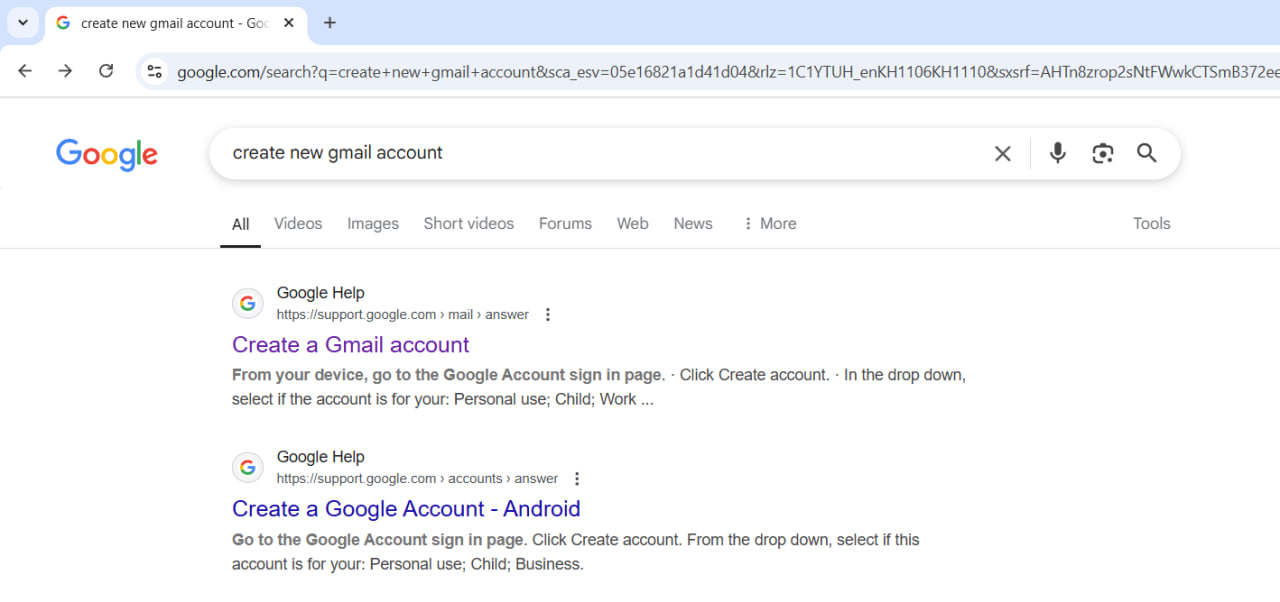 create new gmail account - Goo
google.com/search?q=create+new+gmail+account&sca_esv=05e16821a1d41d04&rlz=1C1YTUH_enKH1106KH1110&sxsrf=AHTn8zrop2sNtFWwkCTSmB372ee
Google
create new gmail account
All Videos Images Short videos Forums Web News More Tools
Google Help
https://support.google.com › mail › answer
Create a Gmail account
From your device, go to the Google Account sign in page. · Click Create account. · In the drop down,
select if the account is for your: Personal use; Child; Work ...
Google Help
https://support.google.com › accounts › answer
Create a Google Account - Android
Go to the Google Account sign in page. Click Create account. From the drop down, select if this
account is for your: Personal use; Child; Business.